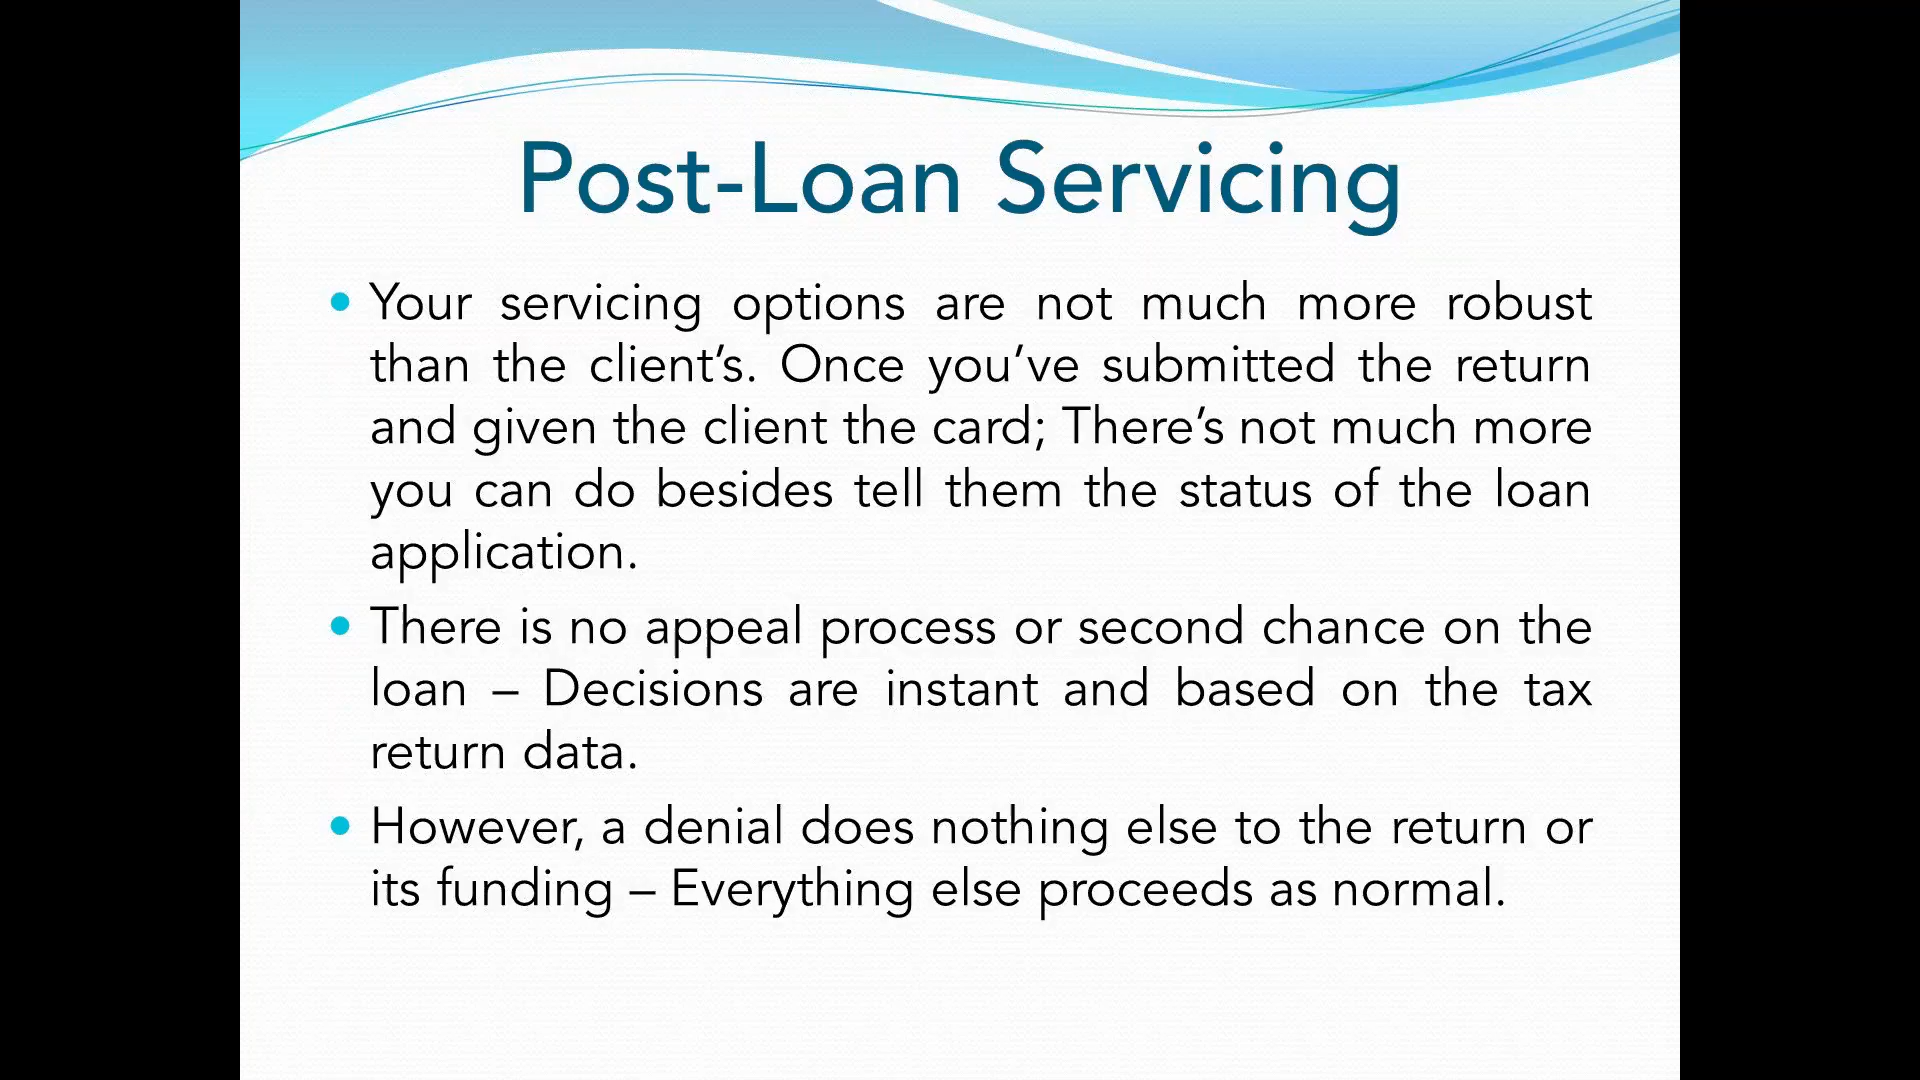 Post-Loan Servicing
• Your servicing options are not much more robust
than the client’s. Once you’ve submitted the return
and given the client the card; There’s not much more
you can do besides tell them the status of the loan
application.
• There is no appeal process or second chance on the
loan – Decisions are instant and based on the tax
return data.
• However, a denial does nothing else to the return or
its funding – Everything else proceeds as normal.